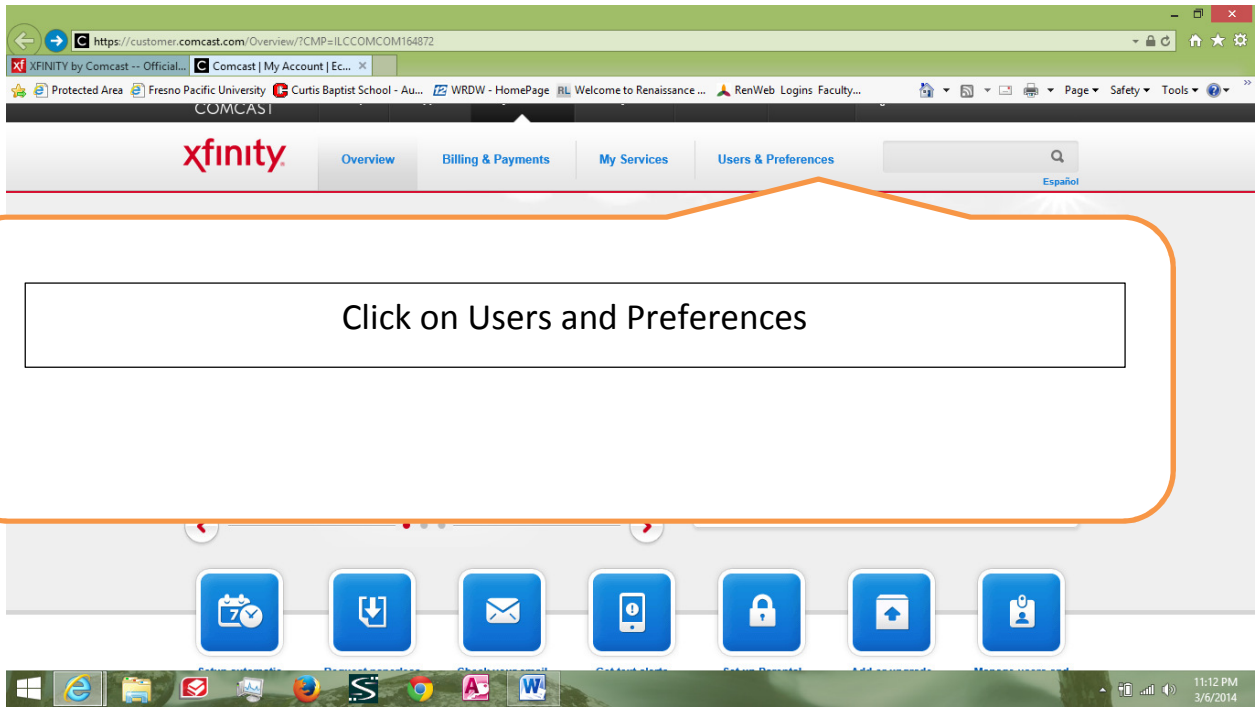 https://customer.comcast.com/Overview/?CMP=ILCCOMCOM164872
XFINITY by Comcast -- Official... Comcast | My Account | Ec...
Protected Area Fresno Pacific University Curtis Baptist School - Au... WRDW - HomePage RL Welcome to Renaissance ... RenWeb Logins Faculty... Page Safety Tools
COMCAST
xfinity. Overview Billing & Payments My Services Users & Preferences
Español
Click on Users and Preferences
7
11:12 PM
3/6/2014